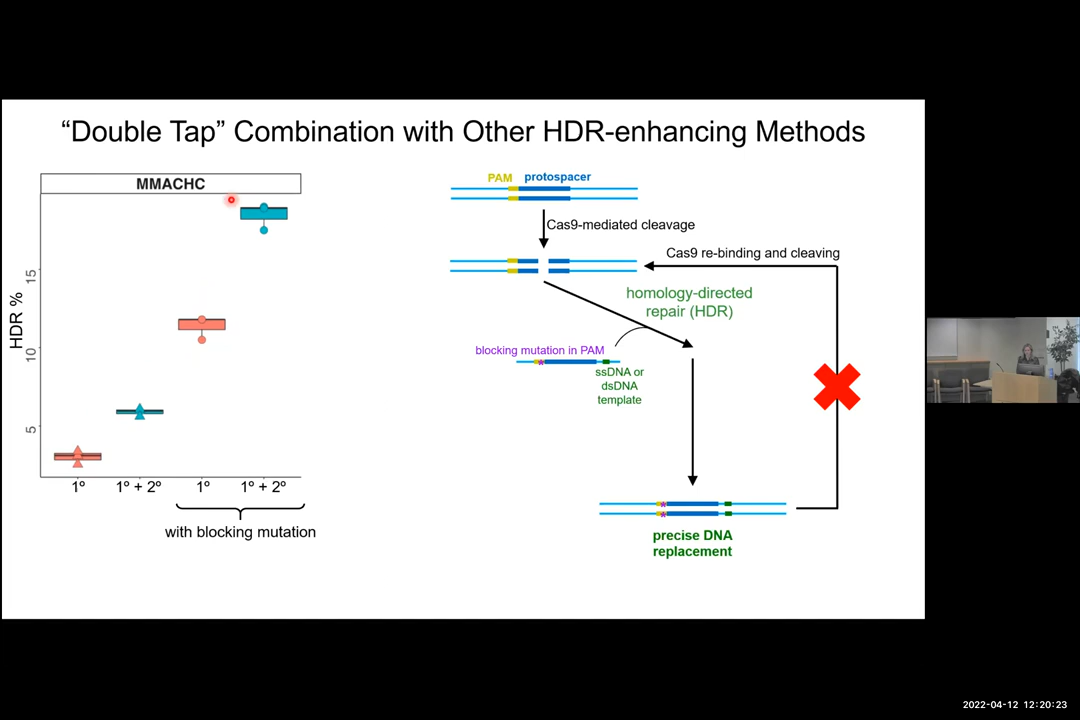 “Double Tap” Combination with Other HDR-enhancing Methods
MMACHC
HDR %
15
10
5
1º
1º + 2º
1º
1º + 2º
with blocking mutation
PAM
protospacer
Cas9-mediated cleavage
Cas9 re-binding and cleaving
homology-directed
repair (HDR)
blocking mutation in PAM
ssDNA or
dsDNA
template
precise DNA
replacement
2022-04-12 12:20:23